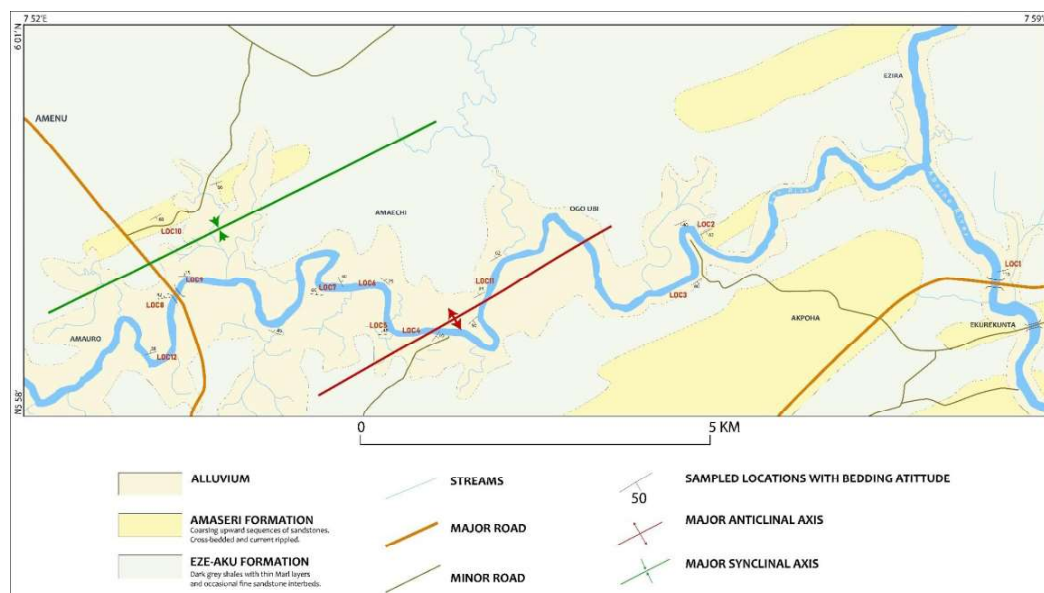 7 52'E
7 59'
6 01'N
EZIRA
AMENU
AMAECHI
OGO UBI
LOC2
LOC10
LOC1
LOC9
LOC11
LOC7
LOC6
LOC3
LOC8
AKPOHA
LOC5
LOC4
EKUREKUNTA
AMAURO
LOC12
N5 58'
0
5 KM
ALLUVIUM
STREAMS
SAMPLED LOCATIONS WITH BEDDING ATITUDE
50
AMASERI FORMATION
Coarsing upward sequences of sandstones.
Cross-bedded and current rippled.
MAJOR ROAD
MAJOR ANTICLINAL AXIS
EZE-AKU FORMATION
Dark grey shales with thin Marl layers
and occasional fine sandstone interbeds.
MINOR ROAD
MAJOR SYNCLINAL AXIS